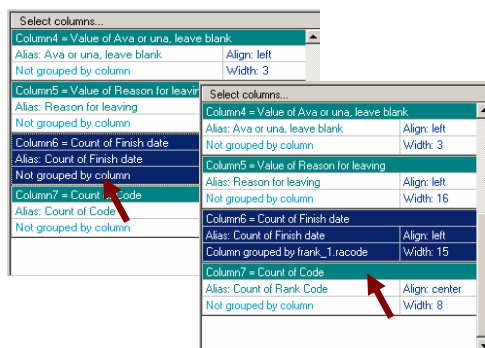 Select columns...
Column4 = Value of Ava or una, leave blank
Alias: Ava or una, leave blank Align: left
Not grouped by column Width: 3
Column5 = Value of Reason for leavin
Alias: Reason for leaving
Not grouped by column
Column6 = Count of Finish date
Alias: Count of Finish date
Not grouped by column
Column7 = Count of Code
Alias: Count of Code
Not grouped by column
Select columns...
Column4 = Value of Ava or una, leave blank
Alias: Ava or una, leave blank Align: left
Not grouped by column Width: 3
Column5 = Value of Reason for leaving
Alias: Reason for leaving Align: left
Not grouped by column Width: 16
Column6 = Count of Finish date
Alias: Count of Finish date Align: left
Column grouped by frank_1.racode Width: 15
Column7 = Count of Code
Alias: Count of Rank Code Align: center
Not grouped by column Width: 8